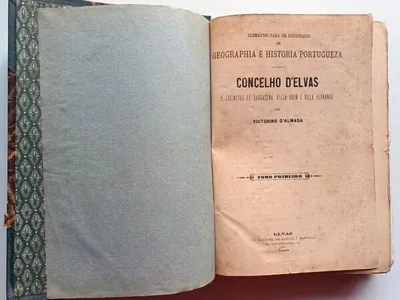 ELEMENTOS PARA UM DICCIONARIO
DE
GEOGRAPHIA E HISTORIA PORTUGUEZA
CONCELHO D'ELVAS
E EXTINCTOS DE BARBACENA, VILLA BOIM E VILLA FERNANDO
POR
VICTORINO D'ALMADA
TOMO PRIMEIRO
ELVAS